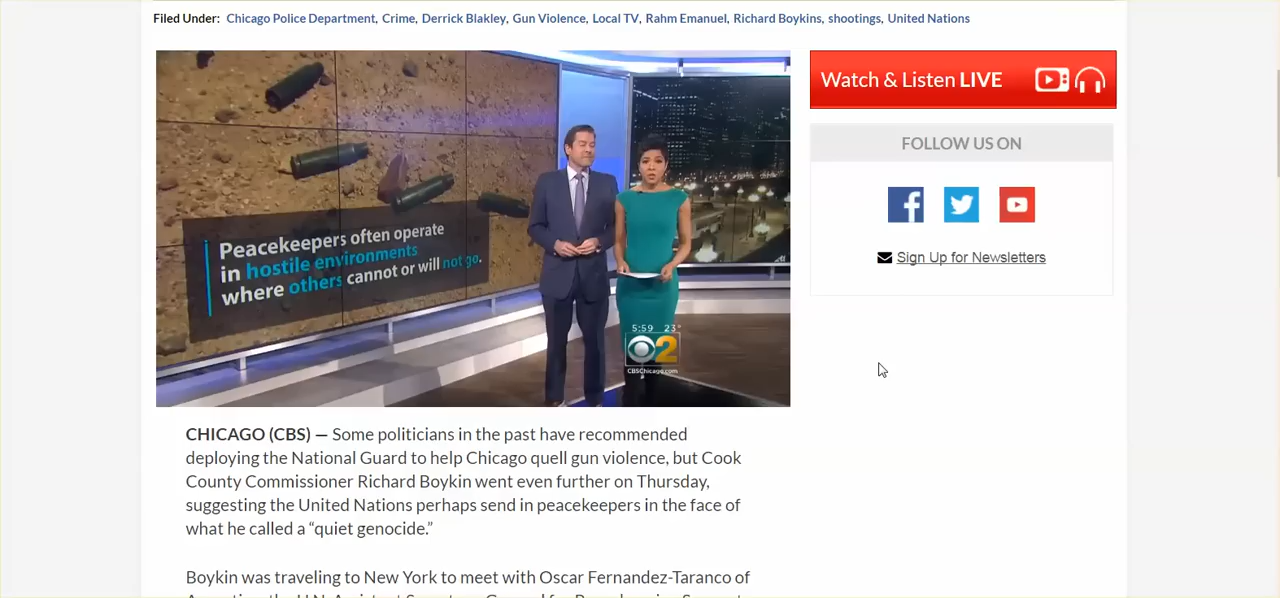 Filed Under: Chicago Police Department, Crime, Derrick Blakley, Gun Violence, Local TV, Rahm Emanuel, Richard Boykins, shootings, United Nations
Watch & Listen LIVE
FOLLOW US ON
Sign Up for Newsletters
Peacekeepers often operate
in hostile environments
where others cannot or will not go.
5:59 23°
2
CBSChicago.com
CHICAGO (CBS) — Some politicians in the past have recommended
deploying the National Guard to help Chicago quell gun violence, but Cook
County Commissioner Richard Boykin went even further on Thursday,
suggesting the United Nations perhaps send in peacekeepers in the face of
what he called a “quiet genocide.”
Boykin was traveling to New York to meet with Oscar Fernandez-Taranco of